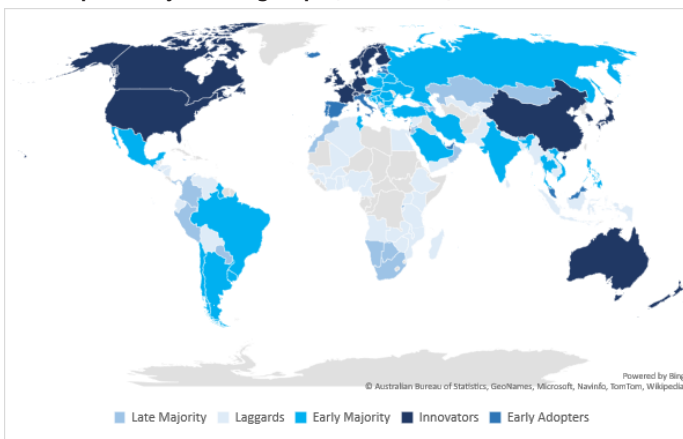 Powered by Bing
© Australian Bureau of Statistics, GeoNames, Microsoft, Navinfo, TomTom, Wikipedia
Late Majority Laggards Early Majority Innovators Early Adopters